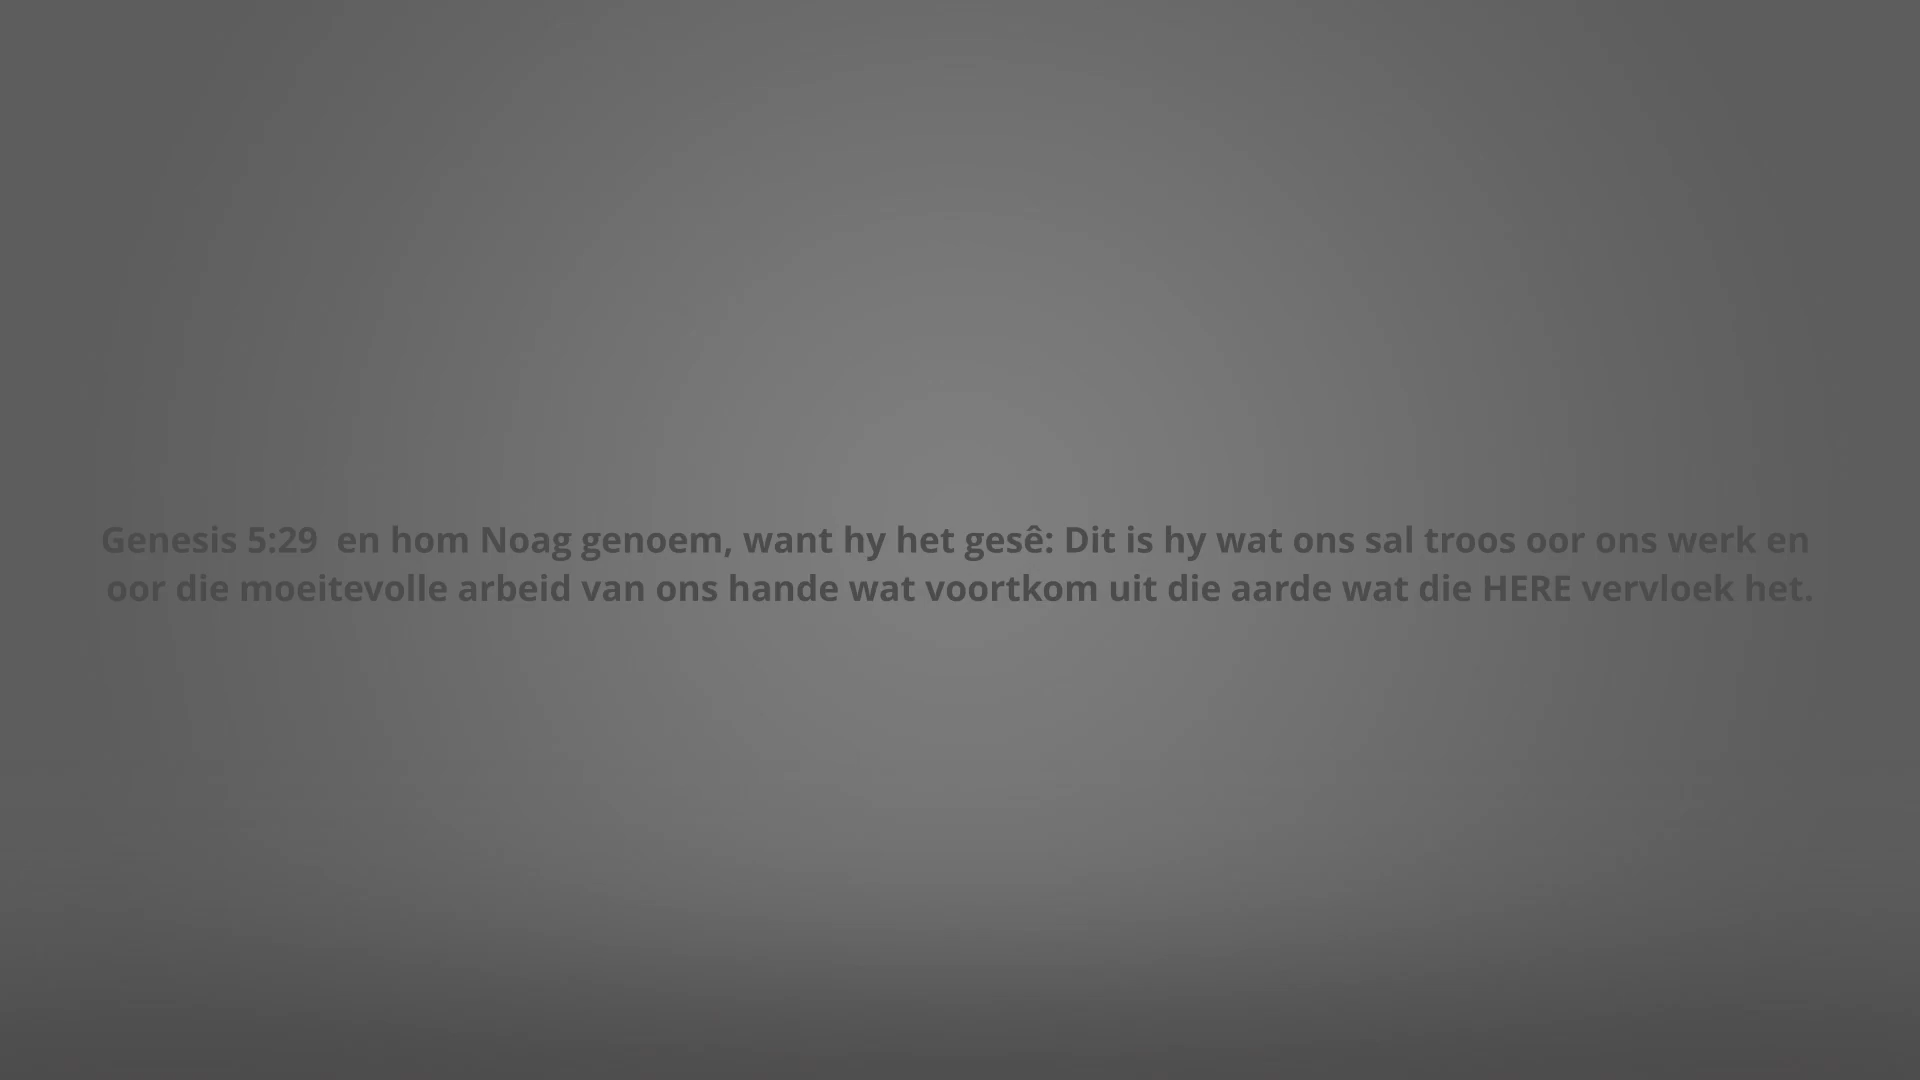 Genesis 5:29  en hom Noag genoem, want hy het gesê: Dit is hy wat ons sal troos oor ons werk en
oor die moeitevolle arbeid van ons hande wat voortkom uit die aarde wat die HERE vervloek het.